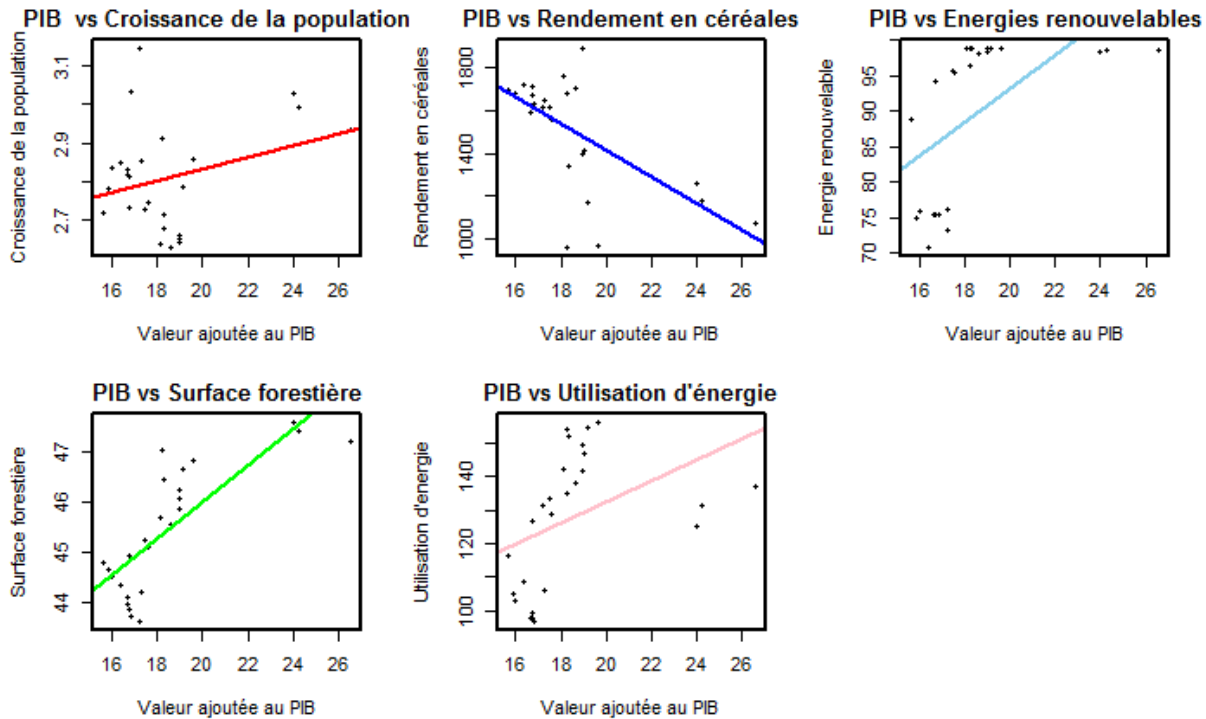 PIB vs Croissance de la population
Croissance de la population
2.7 2.9 3.1
16 18 20 22 24 26
Valeur ajoutée au PIB
PIB vs Rendement en céréales
Rendement en céréales
1000 1400 1800
16 18 20 22 24 26
Valeur ajoutée au PIB
PIB vs Energies renouvelables
Energie renouvelable
70 75 80 85 90 95
16 18 20 22 24 26
Valeur ajoutée au PIB
PIB vs Surface forestière
Surface forestière
44 45 46 47
16 18 20 22 24 26
Valeur ajoutée au PIB
PIB vs Utilisation d'énergie
Utilisation d'energie
100 120 140
16 18 20 22 24 26
Valeur ajoutée au PIB